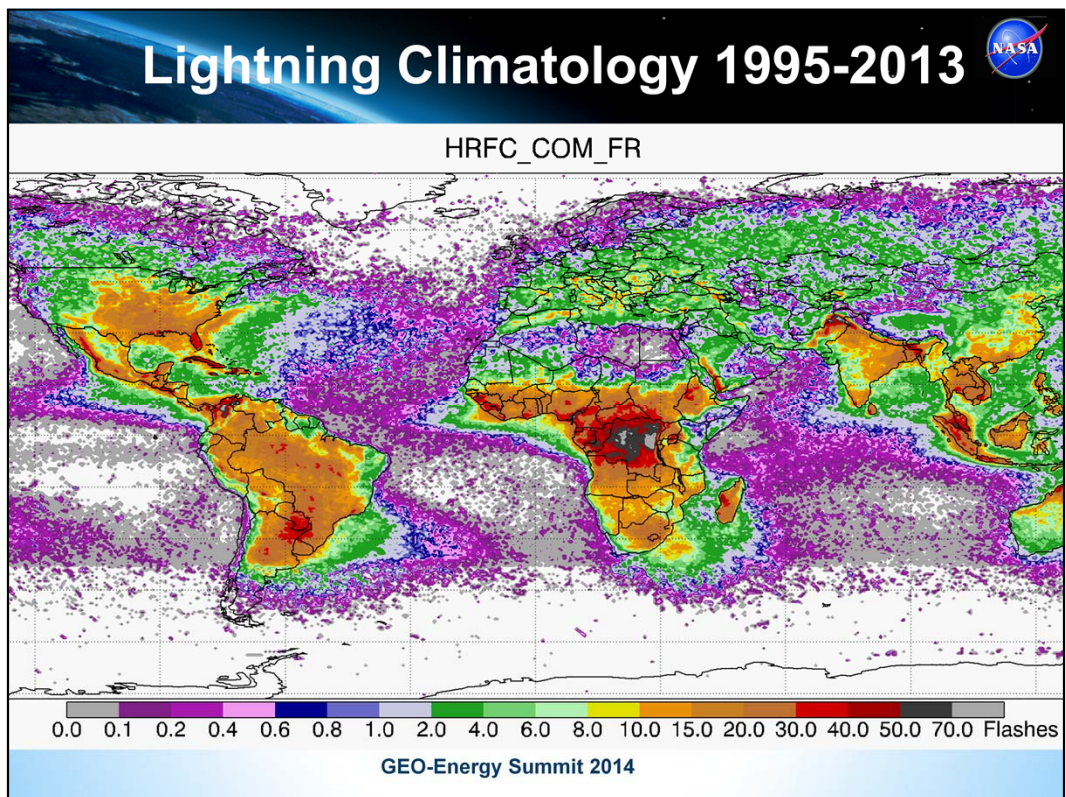 Lightning Climatology 1995-2013
NASA
HRFC_COM_FR
0.0 0.1 0.2 0.4 0.6 0.8 1.0 2.0 4.0 6.0 8.0 10.0 15.0 20.0 30.0 40.0 50.0 70.0 Flashes
GEO-Energy Summit 2014